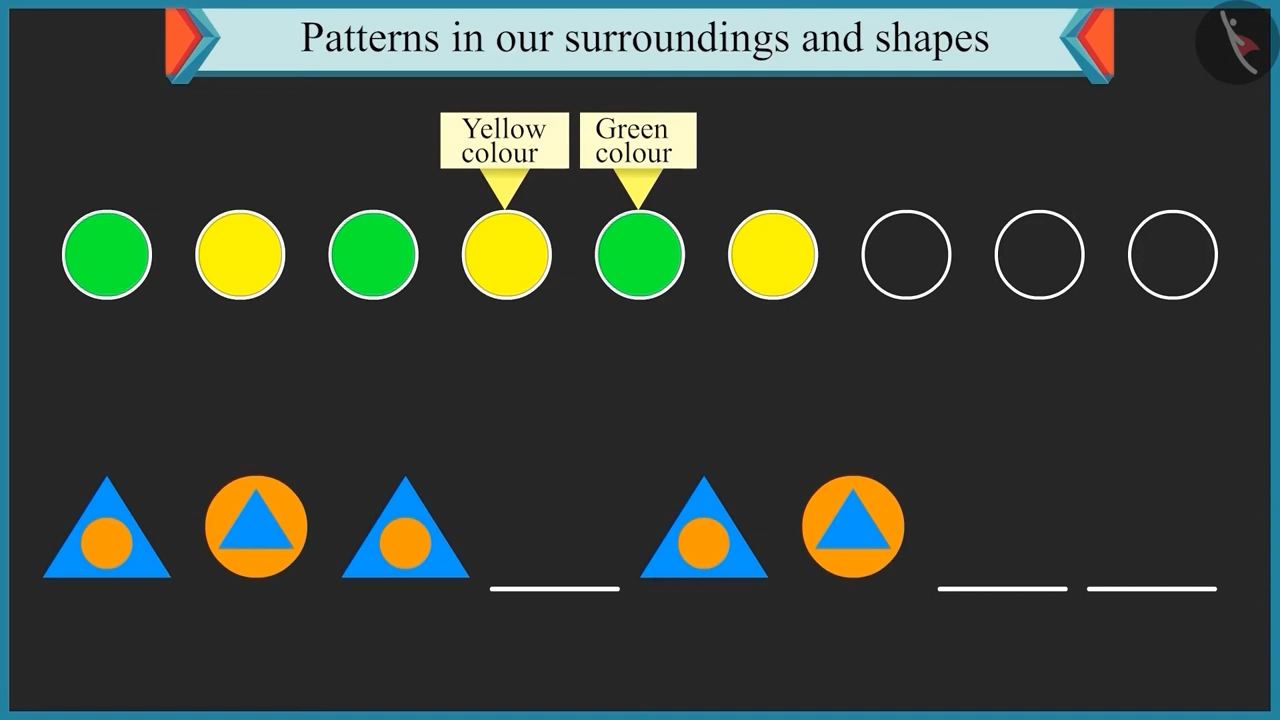 Patterns in our surroundings and shapes
Yellow
colour
Green
colour